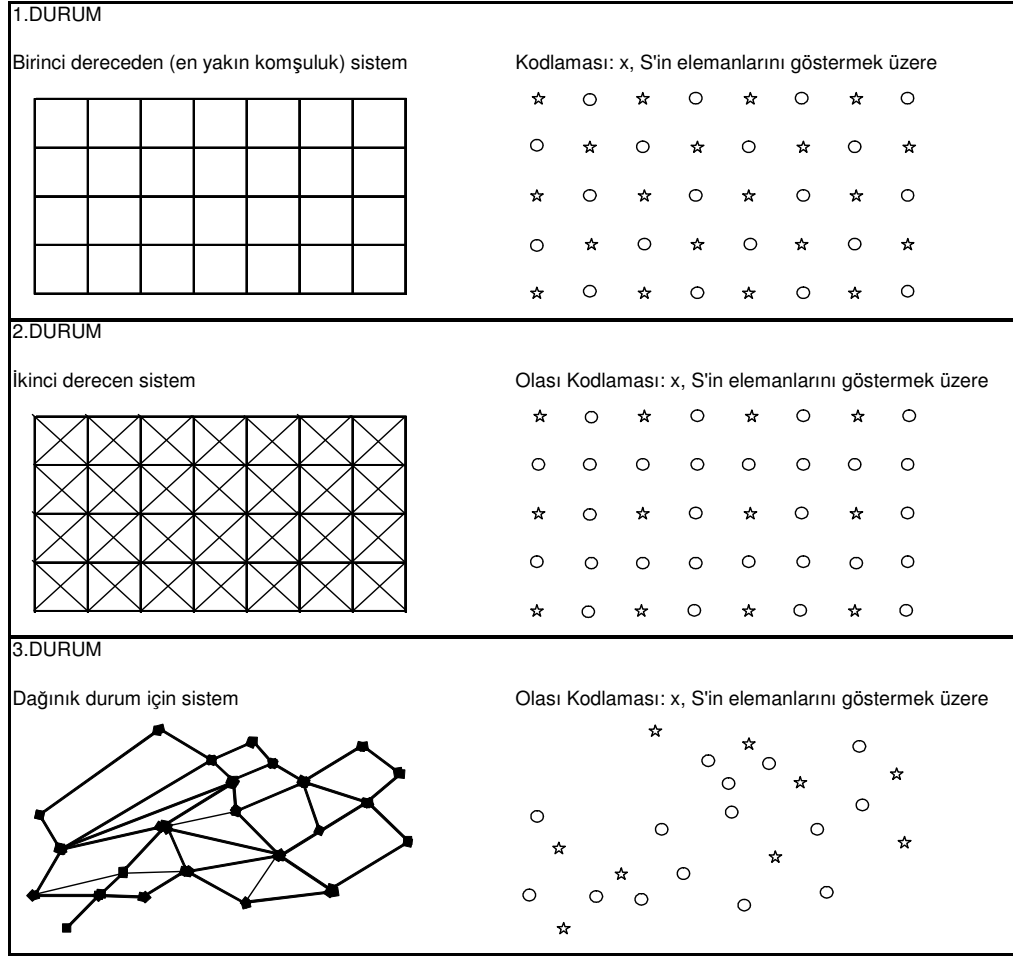 1.DURUM
Birinci dereceden (en yakın komşuluk) sistem
Kodlaması: x, S'in elemanlarını göstermek üzere
2.DURUM
İkinci derecen sistem
Olası Kodlaması: x, S'in elemanlarını göstermek üzere
3.DURUM
Dağınık durum için sistem
Olası Kodlaması: x, S'in elemanlarını göstermek üzere